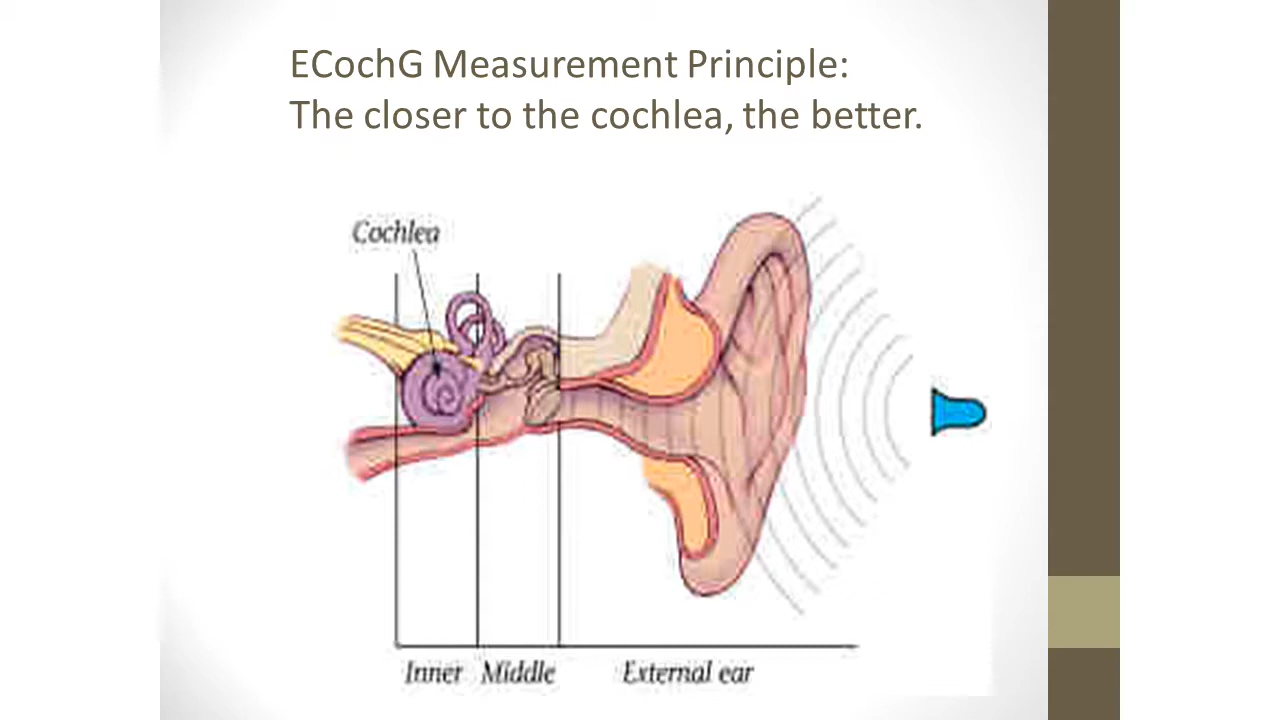 ECochG Measurement Principle:
The closer to the cochlea, the better.
Cochlea
Inner Middle External ear